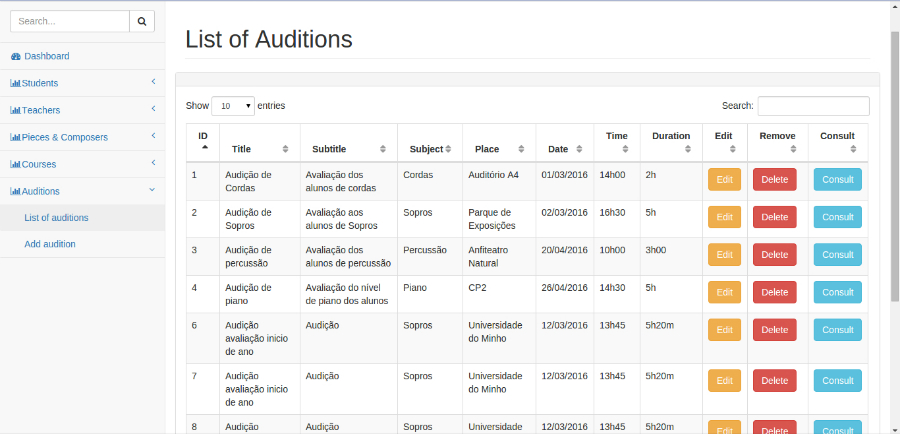 Search...
Dashboard
Students
Teachers
Pieces & Composers
Courses
Auditions
List of auditions
Add audition
List of Auditions
Show 10 entries Search:
ID Title Subtitle Subject Place Date Time Duration Edit Remove Consult
1 Audição de Avaliação dos Cordas Auditório A4 01/03/2016 14h00 2h Edit Delete Consult
Cordas alunos de cordas
2 Audição de Avaliação aos Sopros Parque de 02/03/2016 16h30 5h Edit Delete Consult
Sopros alunos de Sopros Exposições
3 Audição de Avaliação dos Percussão Anfiteatro 20/04/2016 10h00 3h00 Edit Delete Consult
percussão alunos de percussão Natural
4 Audição de Avaliação do nível Piano CP2 26/04/2016 14h30 5h Edit Delete Consult
piano de piano dos alunos
6 Audição Audição Sopros Universidade 12/03/2016 13h45 5h20m Edit Delete Consult
avaliação inicio do Minho
de ano
7 Audição Audição Sopros Universidade 12/03/2016 13h45 5h20m Edit Delete Consult
avaliação inicio do Minho
de ano
8 Audição Audição Sopros Universidade 12/03/2016 13h45 5h20m Edit Delete Consult